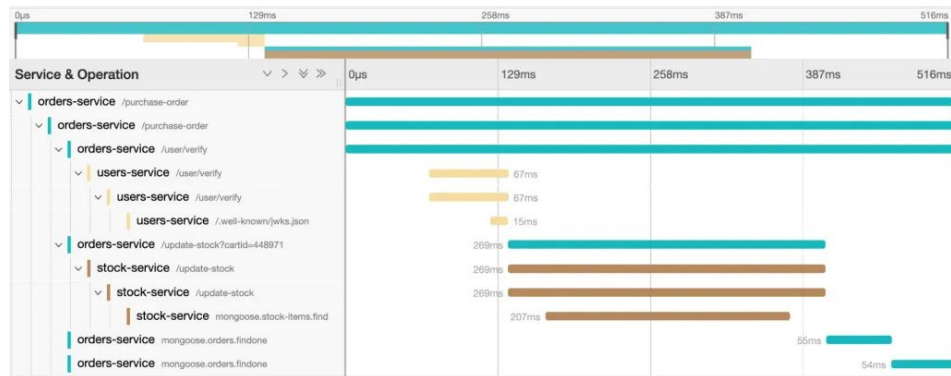 0μs 129ms 258ms 387ms 516ms
Service & Operation 0μs 129ms 258ms 387ms 516ms
orders-service /purchase-order
orders-service /purchase-order
orders-service /user/verify
users-service /user/verify 67ms
users-service /user/verify 67ms
users-service /.well-known/jwks.json 15ms
orders-service /update-stock?cartid=448971 269ms
stock-service /update-stock 269ms
stock-service /update-stock 269ms
stock-service mongoose.stock-items.find 207ms
orders-service mongoose.orders.findone 55ms
orders-service mongoose.orders.findone 54ms